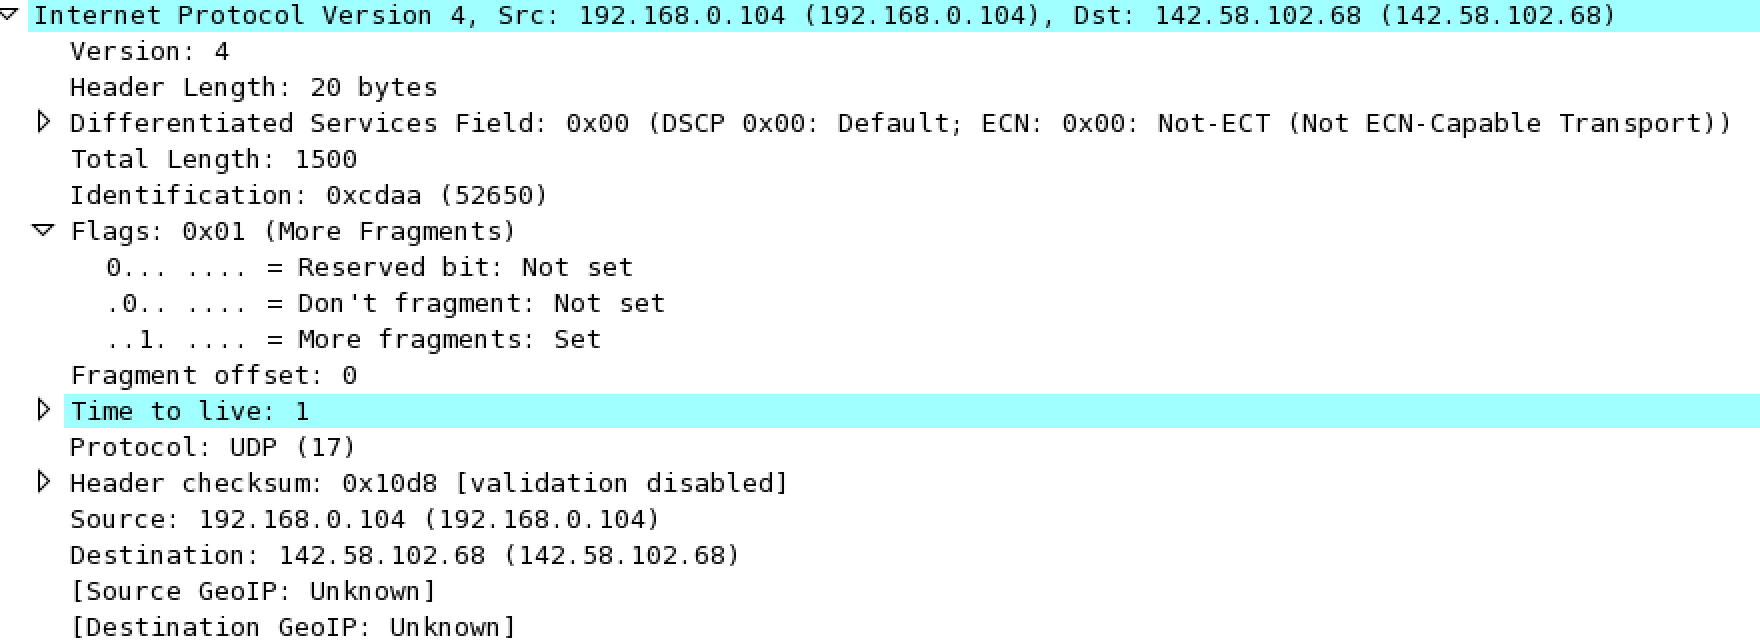 Internet Protocol Version 4, Src: 192.168.0.104 (192.168.0.104), Dst: 142.58.102.68 (142.58.102.68)
Version: 4
Header Length: 20 bytes
Differentiated Services Field: 0x00 (DSCP 0x00: Default; ECN: 0x00: Not-ECT (Not ECN-Capable Transport))
Total Length: 1500
Identification: 0xcdaa (52650)
Flags: 0x01 (More Fragments)
0... .... = Reserved bit: Not set
.0.. .... = Don't fragment: Not set
..1. .... = More fragments: Set
Fragment offset: 0
Time to live: 1
Protocol: UDP (17)
Header checksum: 0x10d8 [validation disabled]
Source: 192.168.0.104 (192.168.0.104)
Destination: 142.58.102.68 (142.58.102.68)
[Source GeoIP: Unknown]
[Destination GeoIP: Unknown]